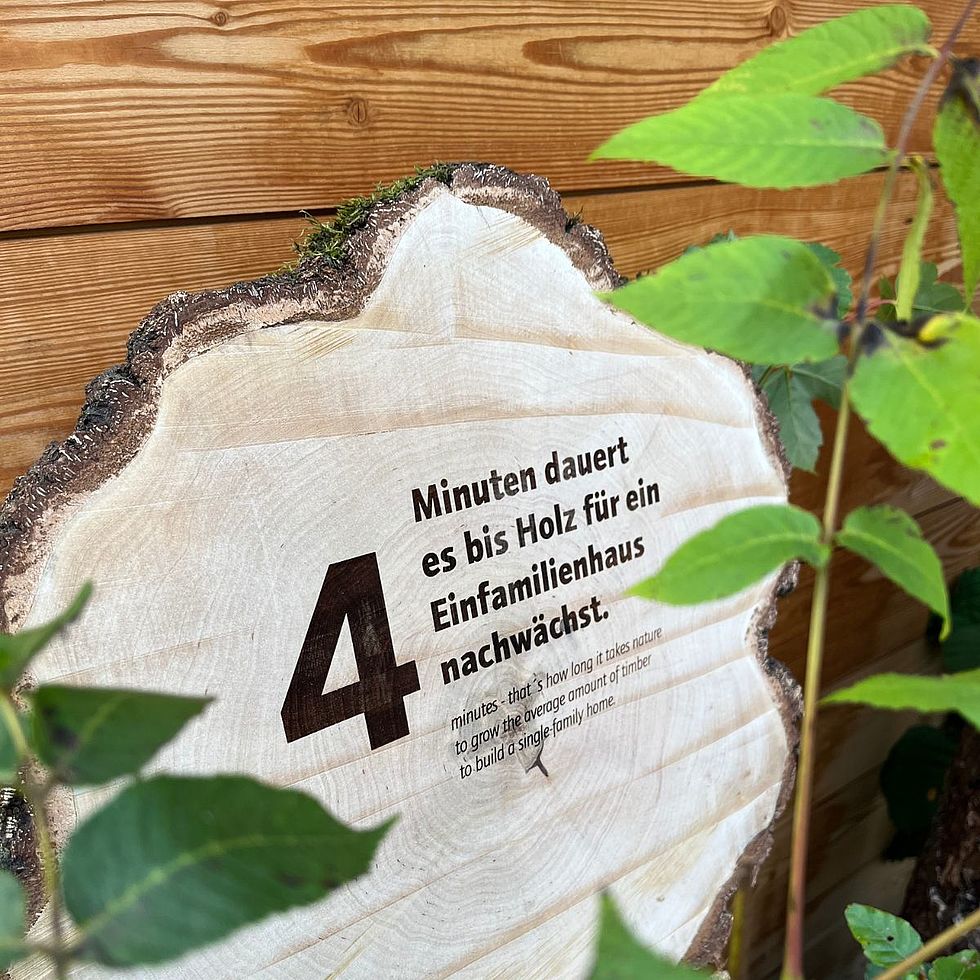 4
Minuten dauert
es bis Holz für ein
Einfamilienhaus
nachwächst.
minutes - that´s how long it takes nature
to grow the average amount of timber
to build a single-family home.